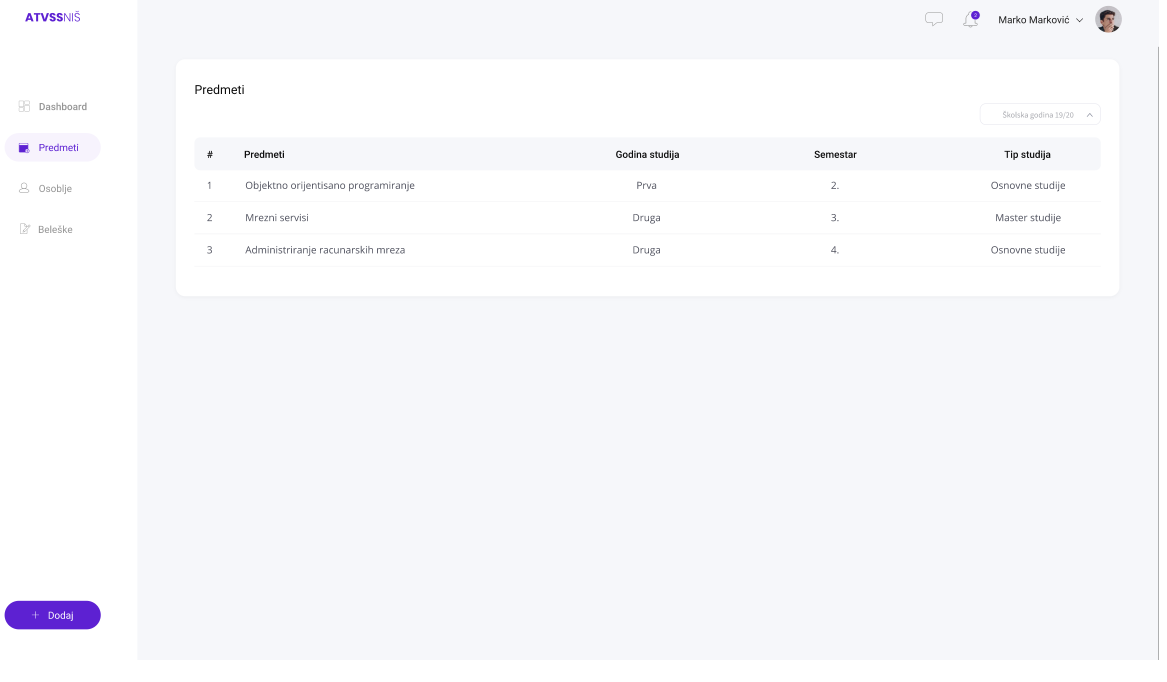 ATVSSNIŠ
2
Marko Marković
Dashboard
Predmeti
Osoblje
Beleške
+ Dodaj
Predmeti
Školska godina 19/20
# Predmeti Godina studija Semestar Tip studija
1 Objektno orijentisano programiranje Prva 2. Osnovne studije
2 Mrezni servisi Druga 3. Master studije
3 Administriranje racunarskih mreza Druga 4. Osnovne studije